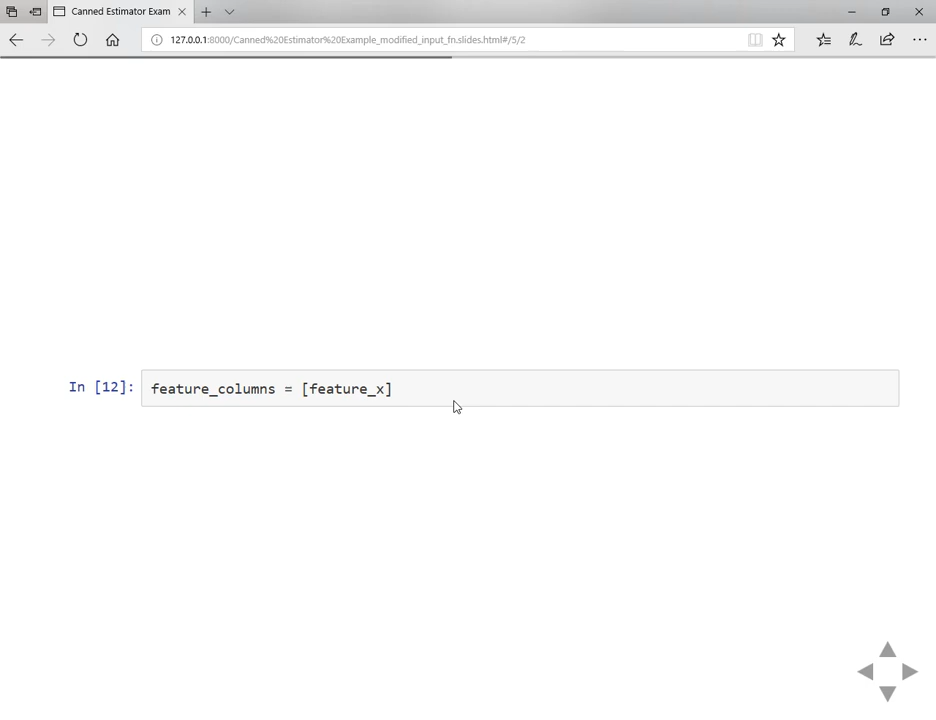 Canned Estimator Exam
127.0.0.1:8000/Canned%20Estimator%20Example_modified_input_fn.slides.html#/5/2
In [12]: feature_columns = [feature_x]